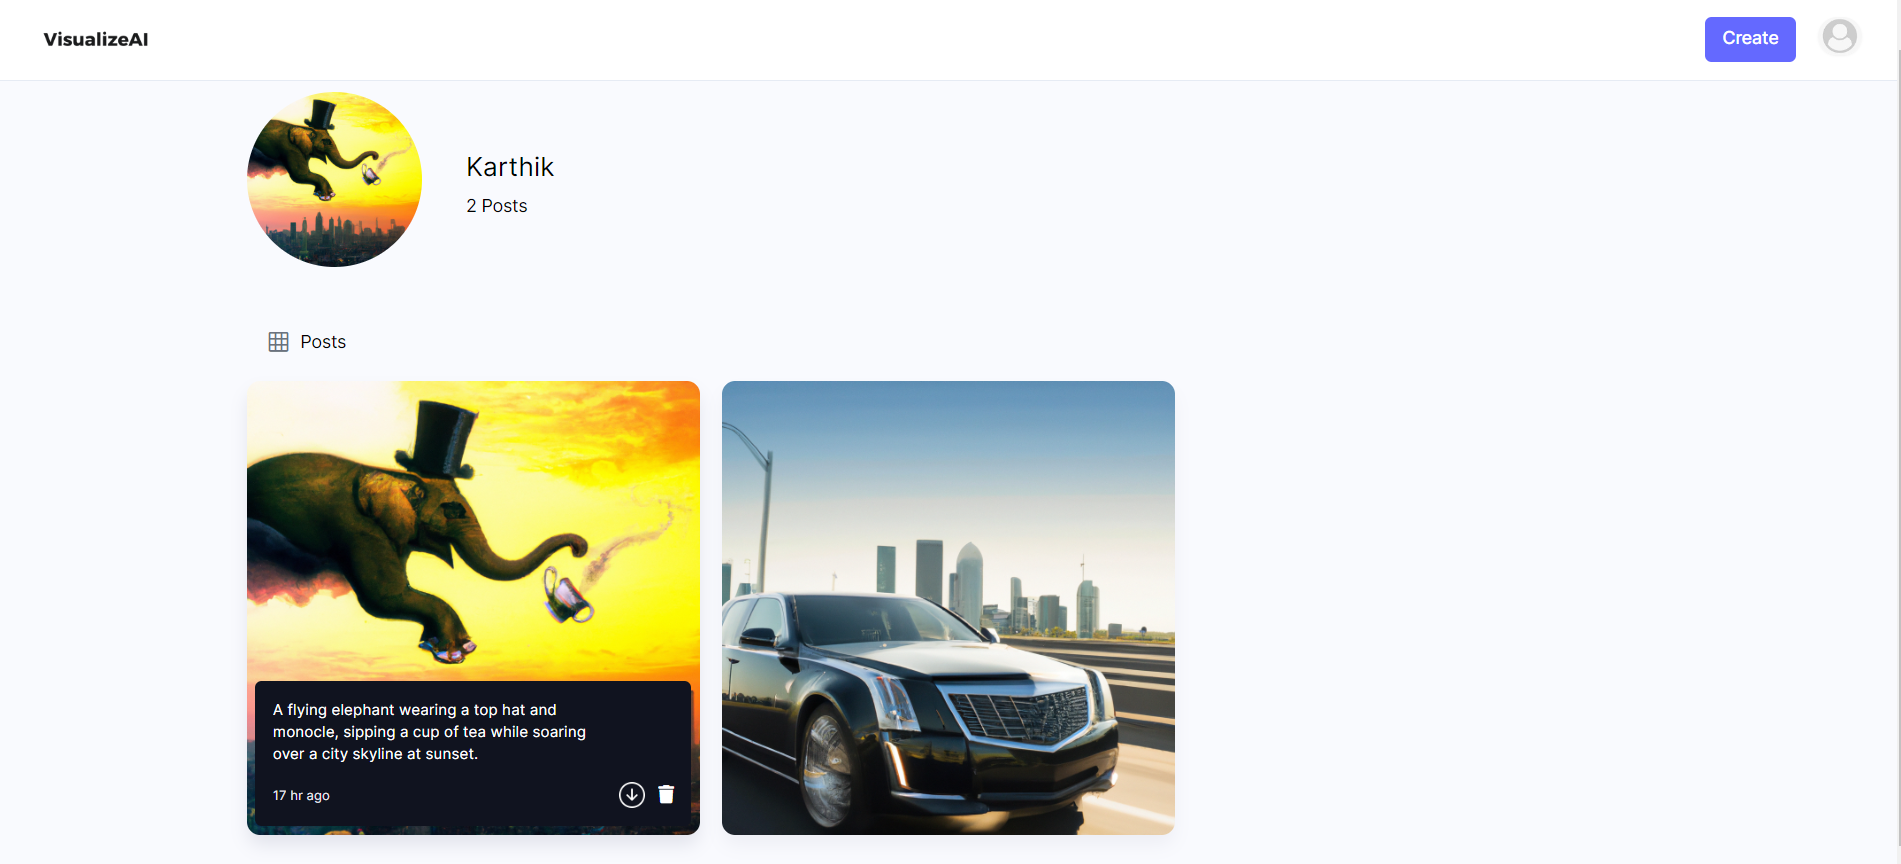 VisualizeAI
Create
Karthik
2 Posts
Posts
A flying elephant wearing a top hat and
monocle, sipping a cup of tea while soaring
over a city skyline at sunset.
17 hr ago